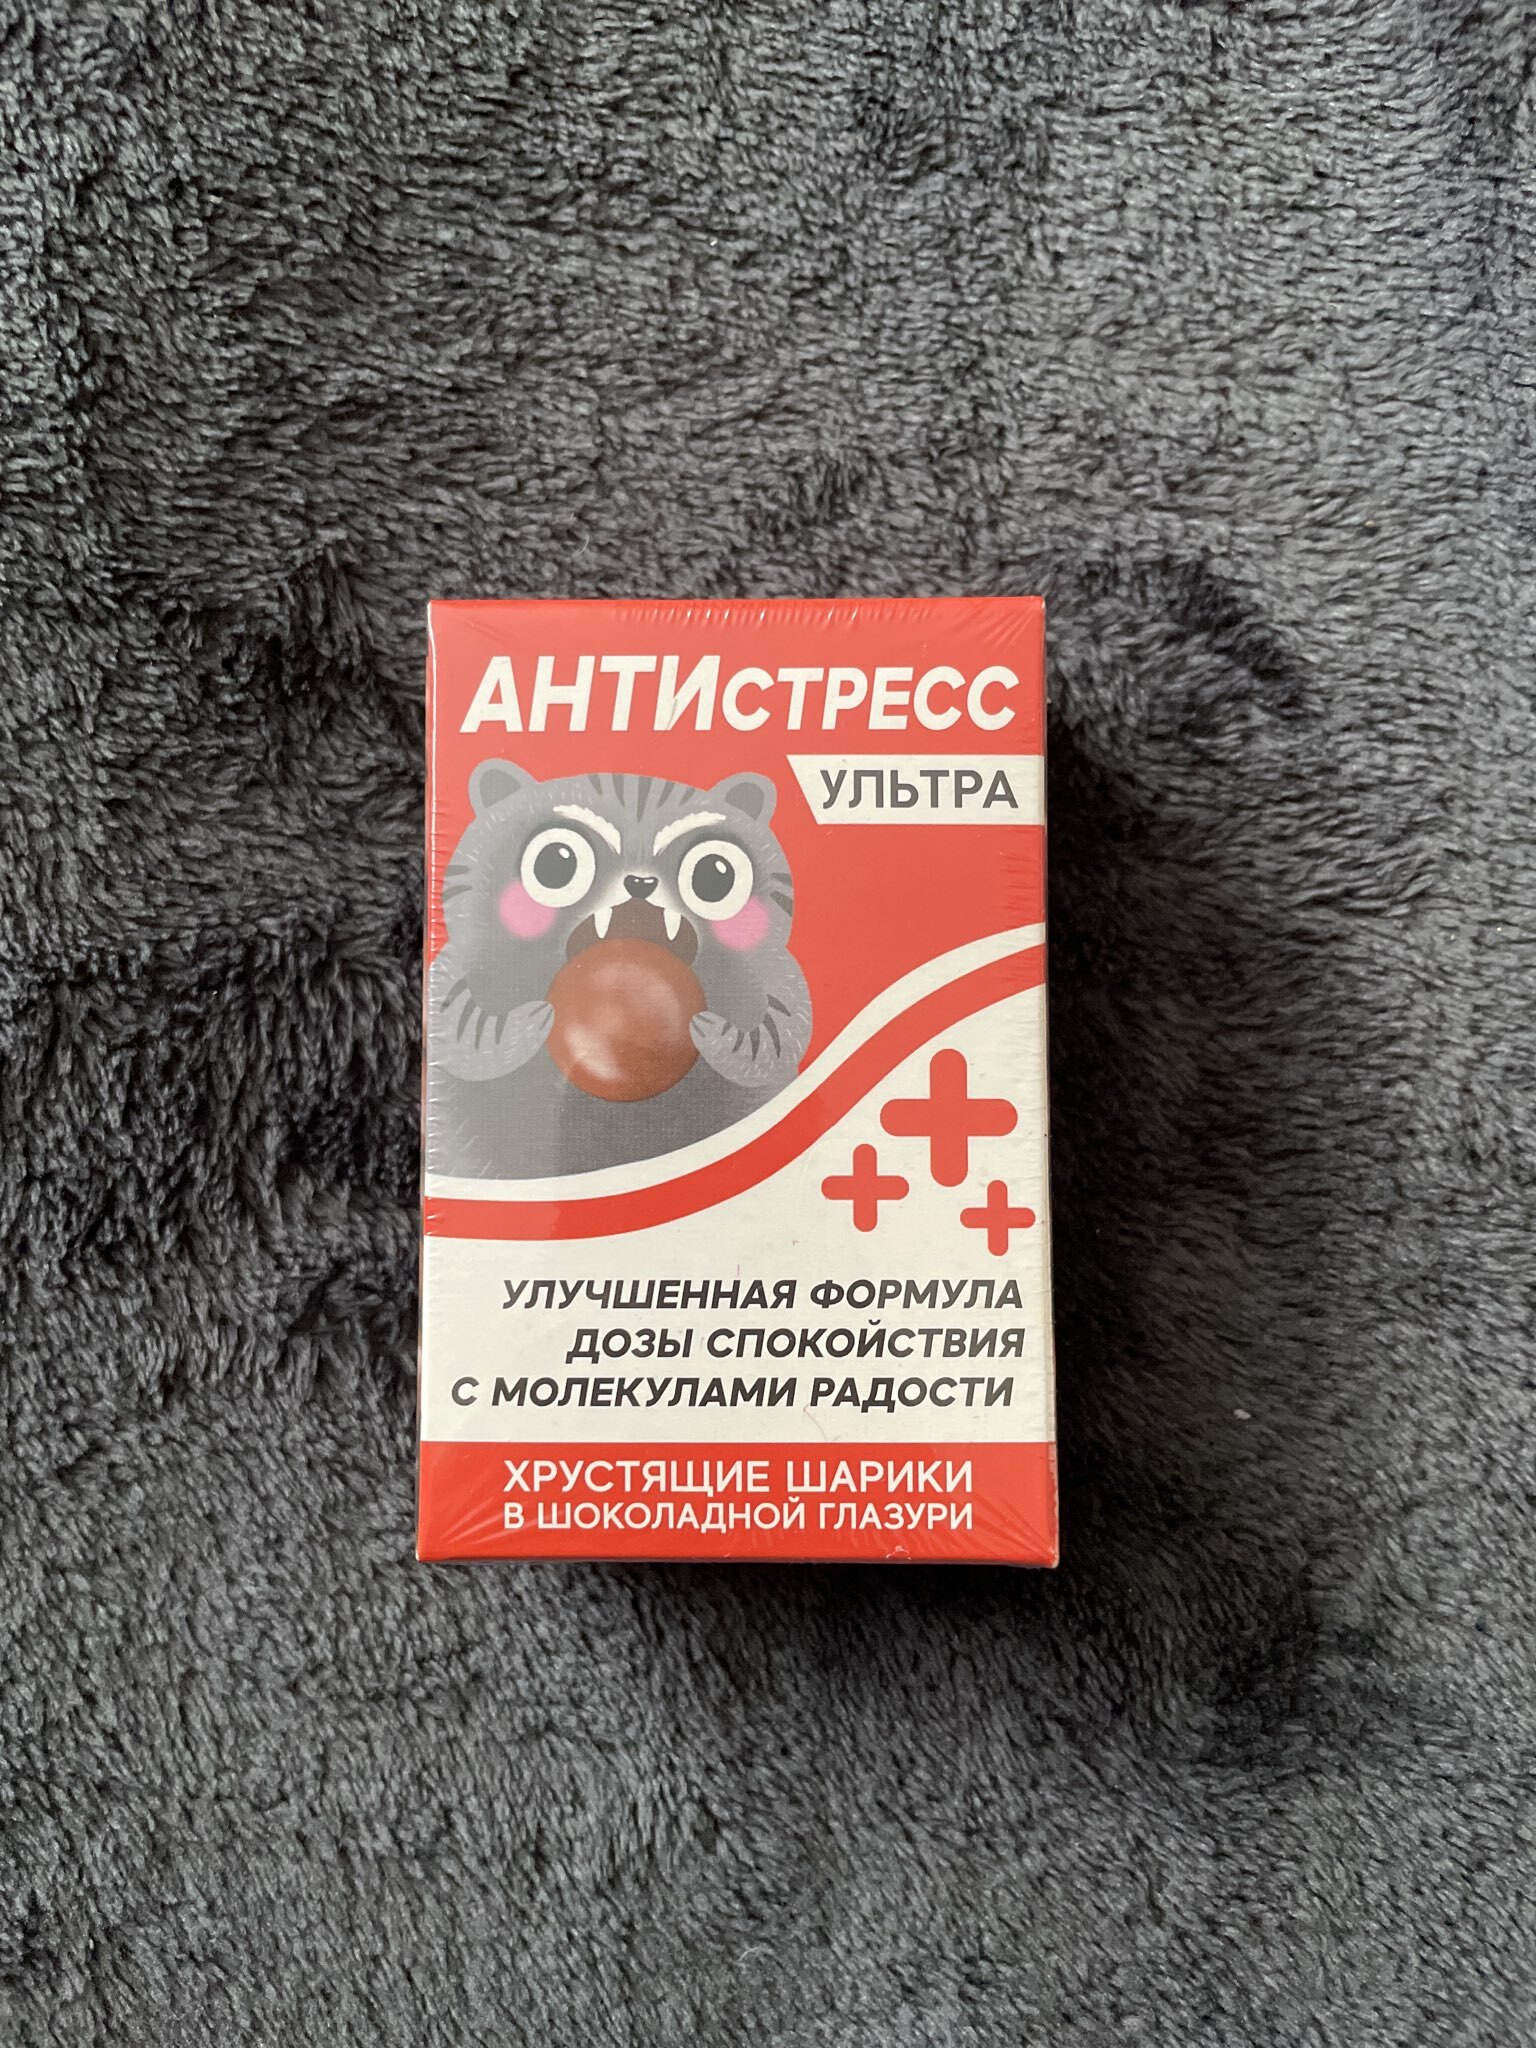 АНТИСТРЕСС
УЛЬТРА
УЛУЧШЕННАЯ ФОРМУЛА
ДОЗЫ СПОКОЙСТВИЯ
С МОЛЕКУЛАМИ РАДОСТИ
ХРУСТЯЩИЕ ШАРИКИ
В ШОКОЛАДНОЙ ГЛАЗУРИ